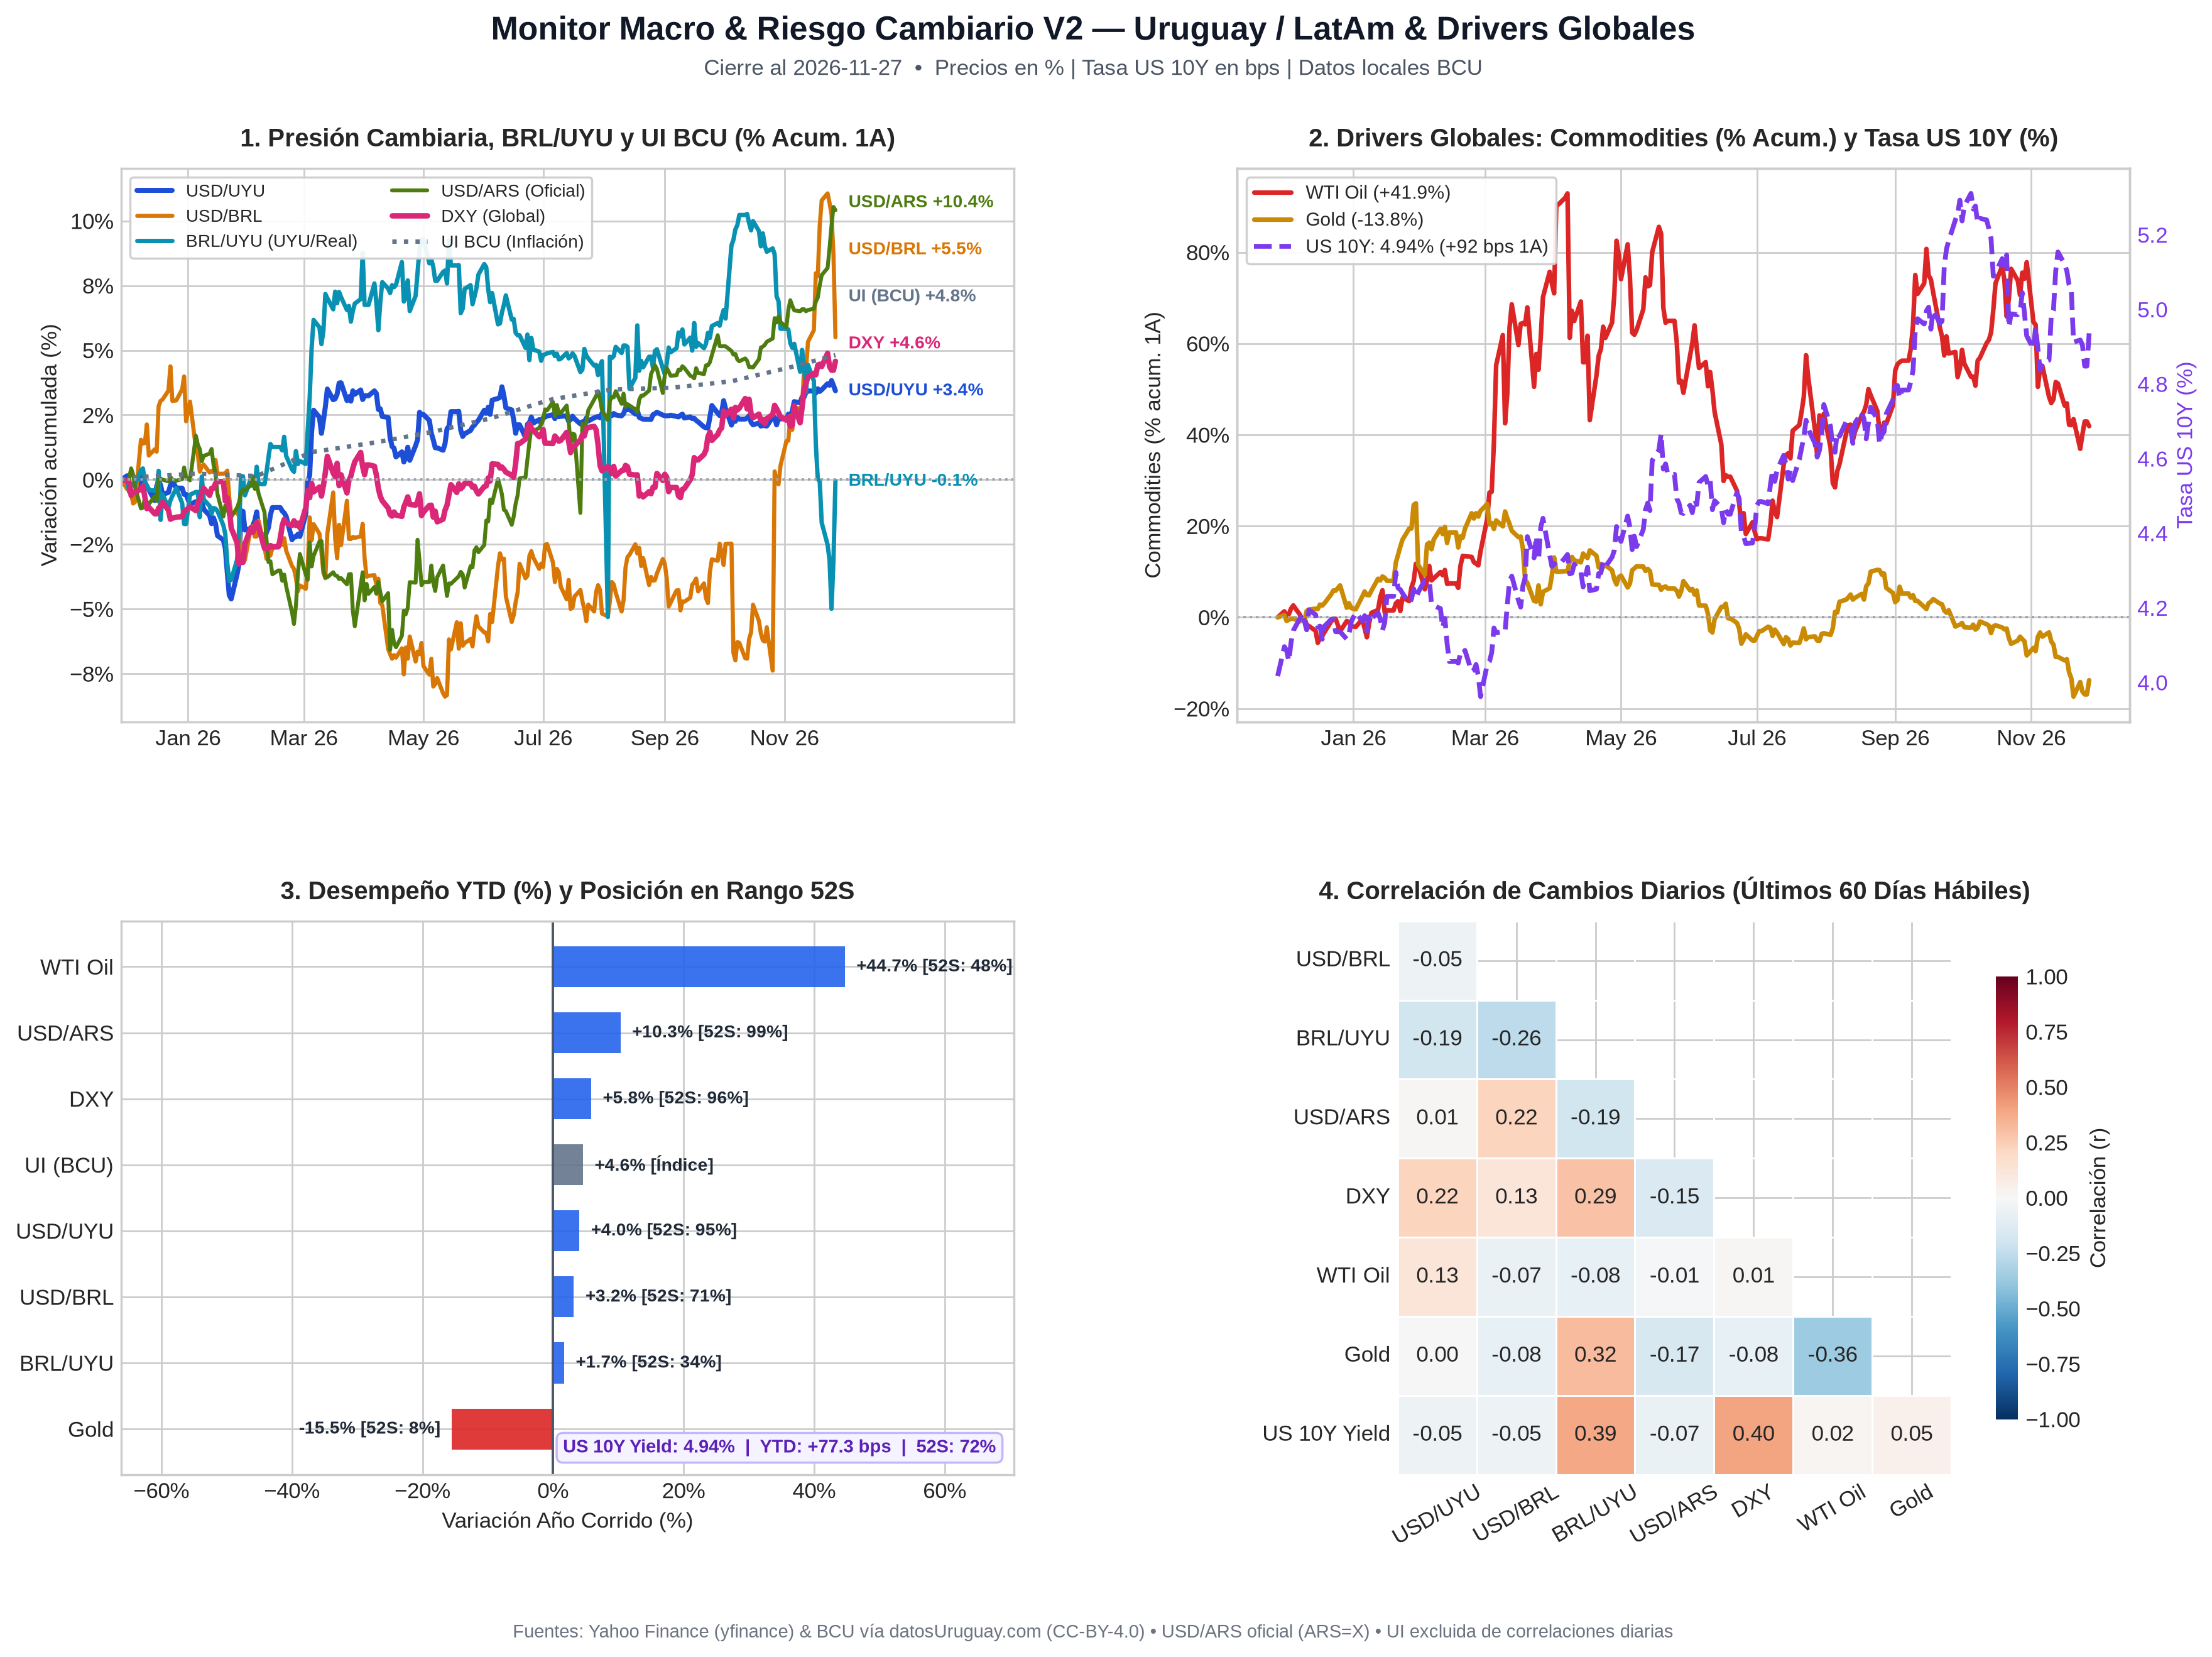 Monitor Macro & Riesgo Cambiario V2 — Uruguay / LatAm & Drivers Globales
Cierre al 2026-11-27 • Precios en % | Tasa US 10Y en bps | Datos locales BCU
1. Presión Cambiaria, BRL/UYU y UI BCU (% Acum. 1A)
USD/UYU
USD/BRL
BRL/UYU (UYU/Real)
USD/ARS (Oficial)
DXY (Global)
UI BCU (Inflación)
Variación acumulada (%)
10%
8%
5%
2%
0%
−2%
−5%
−8%
USD/ARS +10.4%
USD/BRL +5.5%
UI (BCU) +4.8%
DXY +4.6%
USD/UYU +3.4%
BRL/UYU -0.1%
Jan 26
Mar 26
May 26
Jul 26
Sep 26
Nov 26
2. Drivers Globales: Commodities (% Acum.) y Tasa US 10Y (%)
WTI Oil (+41.9%)
Gold (-13.8%)
US 10Y: 4.94% (+92 bps 1A)
Commodities (% acum. 1A)
80%
60%
40%
20%
0%
−20%
5.2
5.0
4.8
4.6
4.4
4.2
4.0
Tasa US 10Y (%)
Jan 26
Mar 26
May 26
Jul 26
Sep 26
Nov 26
3. Desempeño YTD (%) y Posición en Rango 52S
WTI Oil
+44.7% [52S: 48%]
USD/ARS
+10.3% [52S: 99%]
DXY
+5.8% [52S: 96%]
UI (BCU)
+4.6% [Índice]
USD/UYU
+4.0% [52S: 95%]
USD/BRL
+3.2% [52S: 71%]
BRL/UYU
+1.7% [52S: 34%]
Gold
-15.5% [52S: 8%]
US 10Y Yield: 4.94% | YTD: +77.3 bps | 52S: 72%
−60%
−40%
−20%
0%
20%
40%
60%
Variación Año Corrido (%)
4. Correlación de Cambios Diarios (Últimos 60 Días Hábiles)
USD/BRL -0.05
BRL/UYU -0.19 -0.26
USD/ARS 0.01 0.22 -0.19
DXY 0.22 0.13 0.29 -0.15
WTI Oil 0.13 -0.07 -0.08 -0.01 0.01
Gold 0.00 -0.08 0.32 -0.17 -0.08 -0.36
US 10Y Yield -0.05 -0.05 0.39 -0.07 0.40 0.02 0.05
USD/UYU
USD/BRL
BRL/UYU
USD/ARS
DXY
WTI Oil
Gold
1.00
0.75
0.50
0.25
0.00
−0.25
−0.50
−0.75
−1.00
Correlación (r)
Fuentes: Yahoo Finance (yfinance) & BCU vía datosUruguay.com (CC-BY-4.0) • USD/ARS oficial (ARS=X) • UI excluida de correlaciones diarias